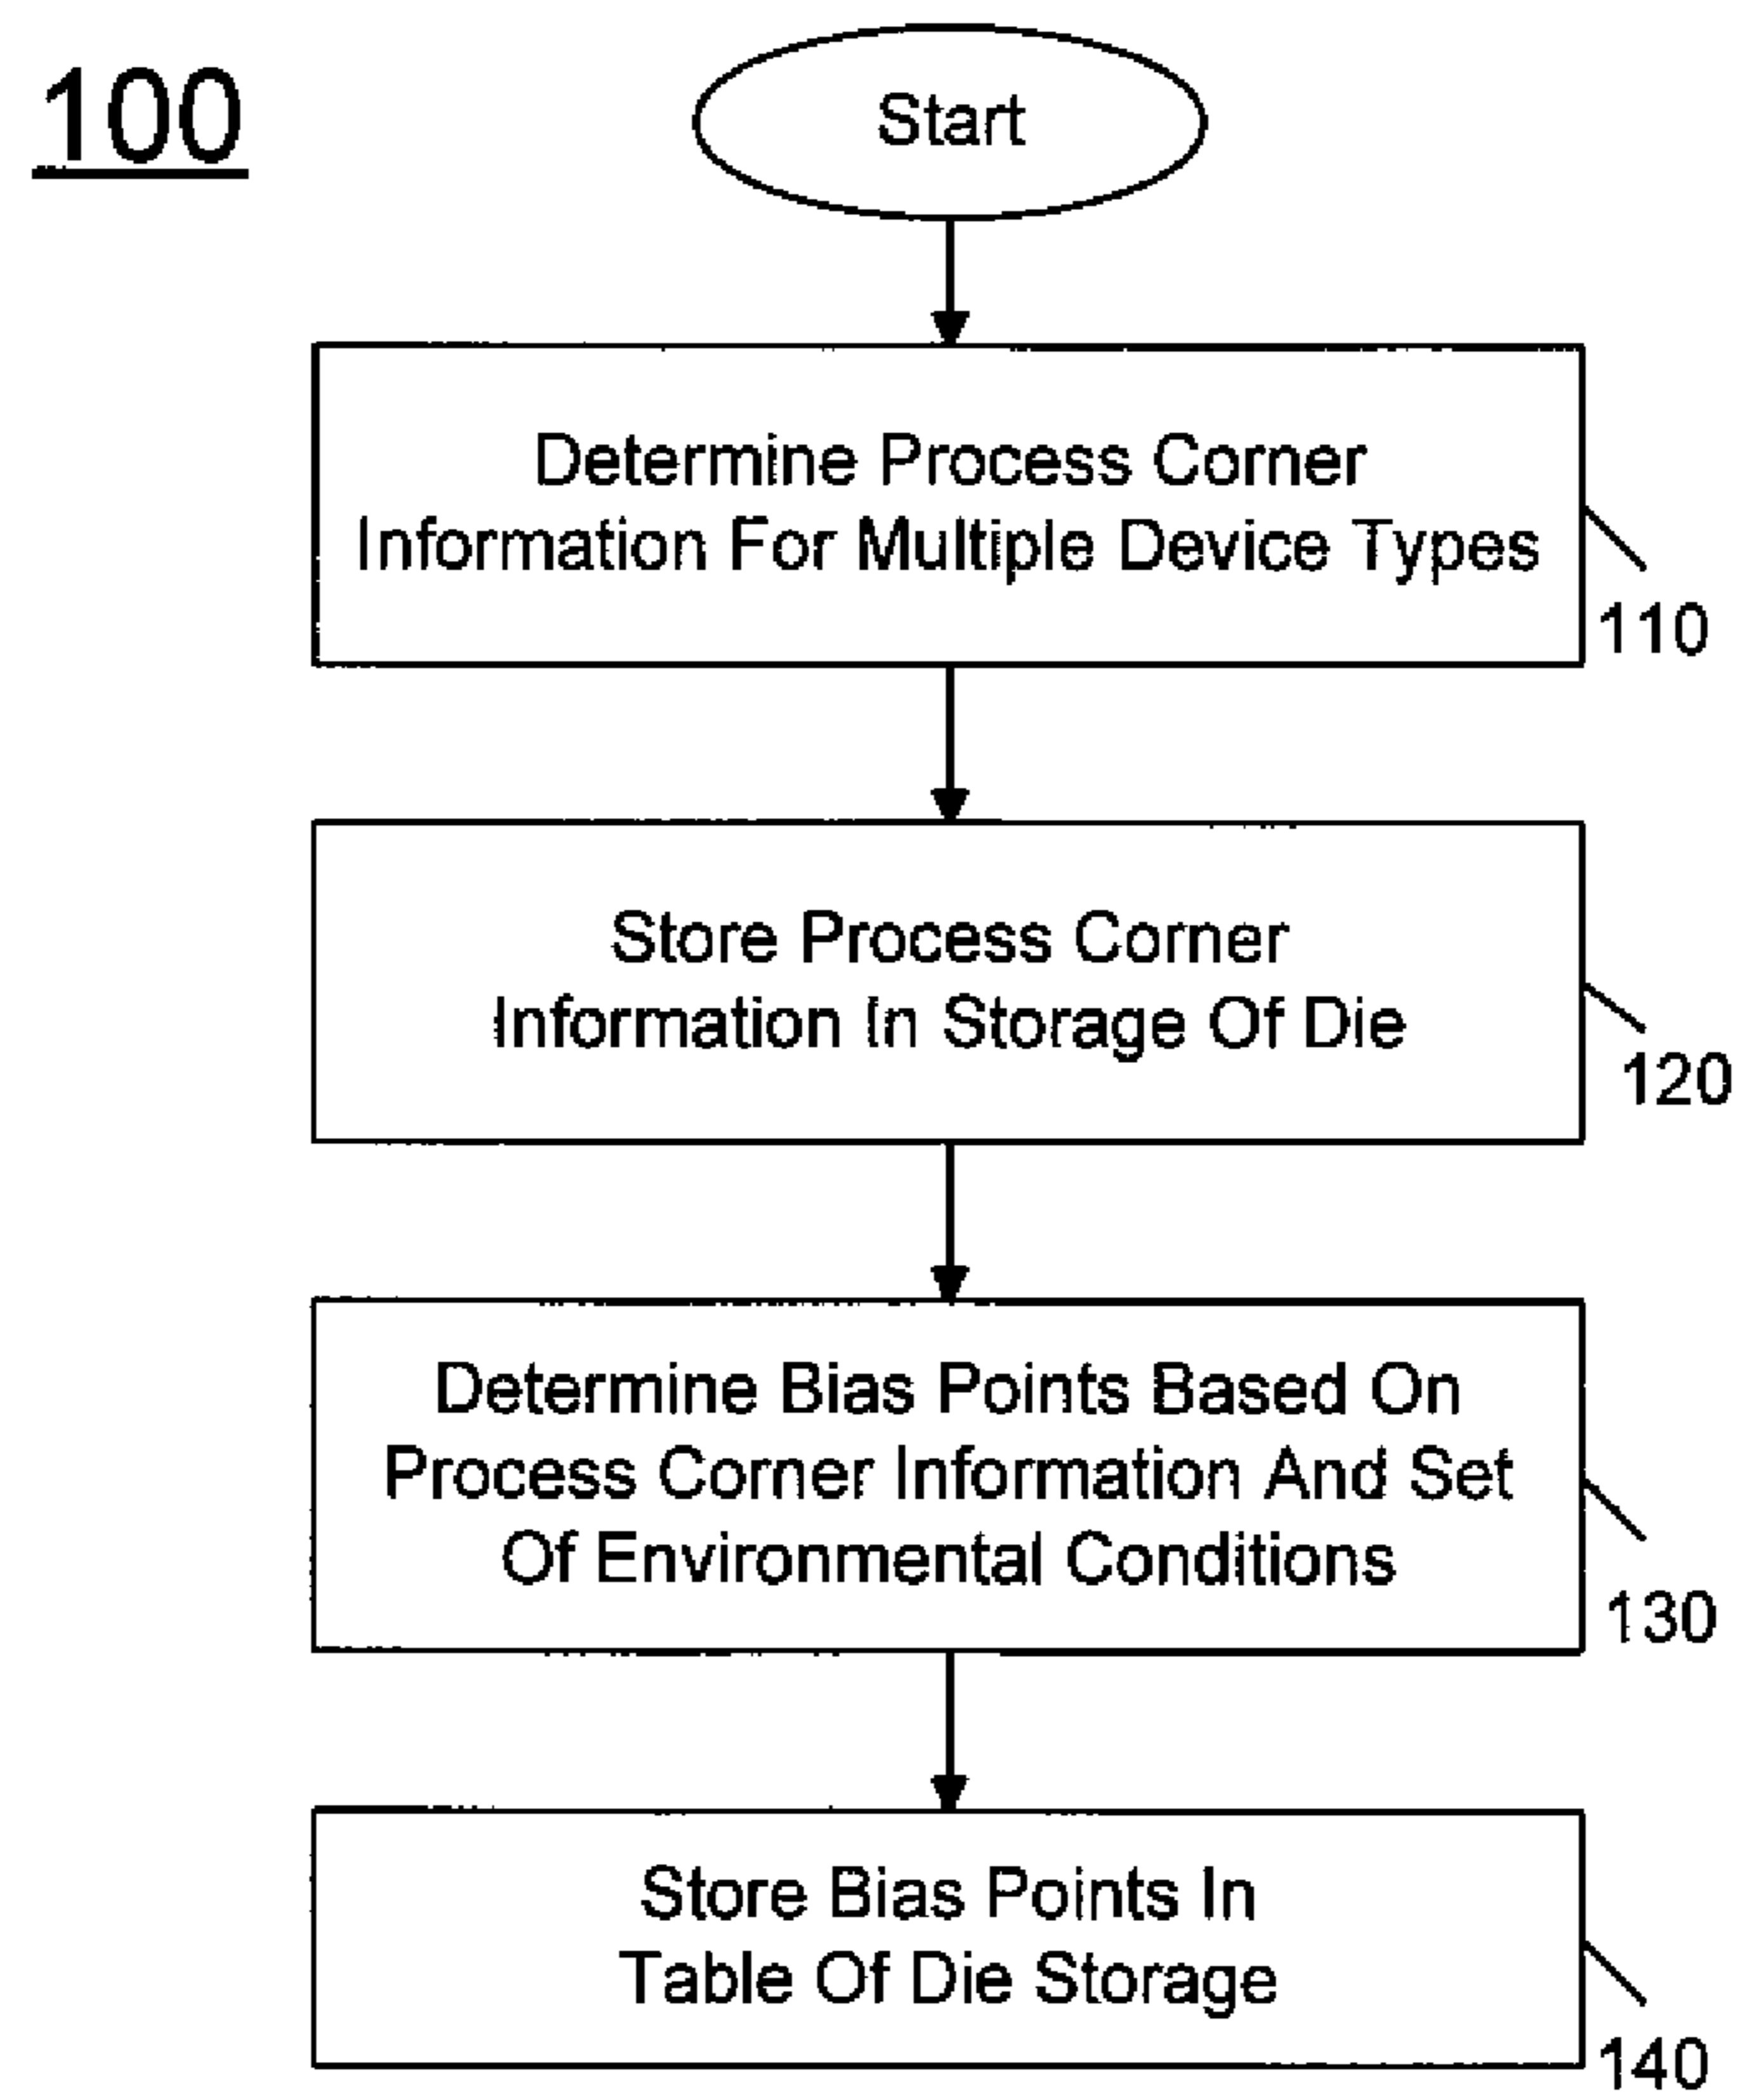 100
Start
Determine Process Corner
Information For Multiple Device Types
110
Store Process Corner
Information In Storage Of Die
120
Determine Bias Points Based On
Process Corner Information And Set
Of Environmental Conditions
130
Store Bias Points In
Table Of Die Storage
140